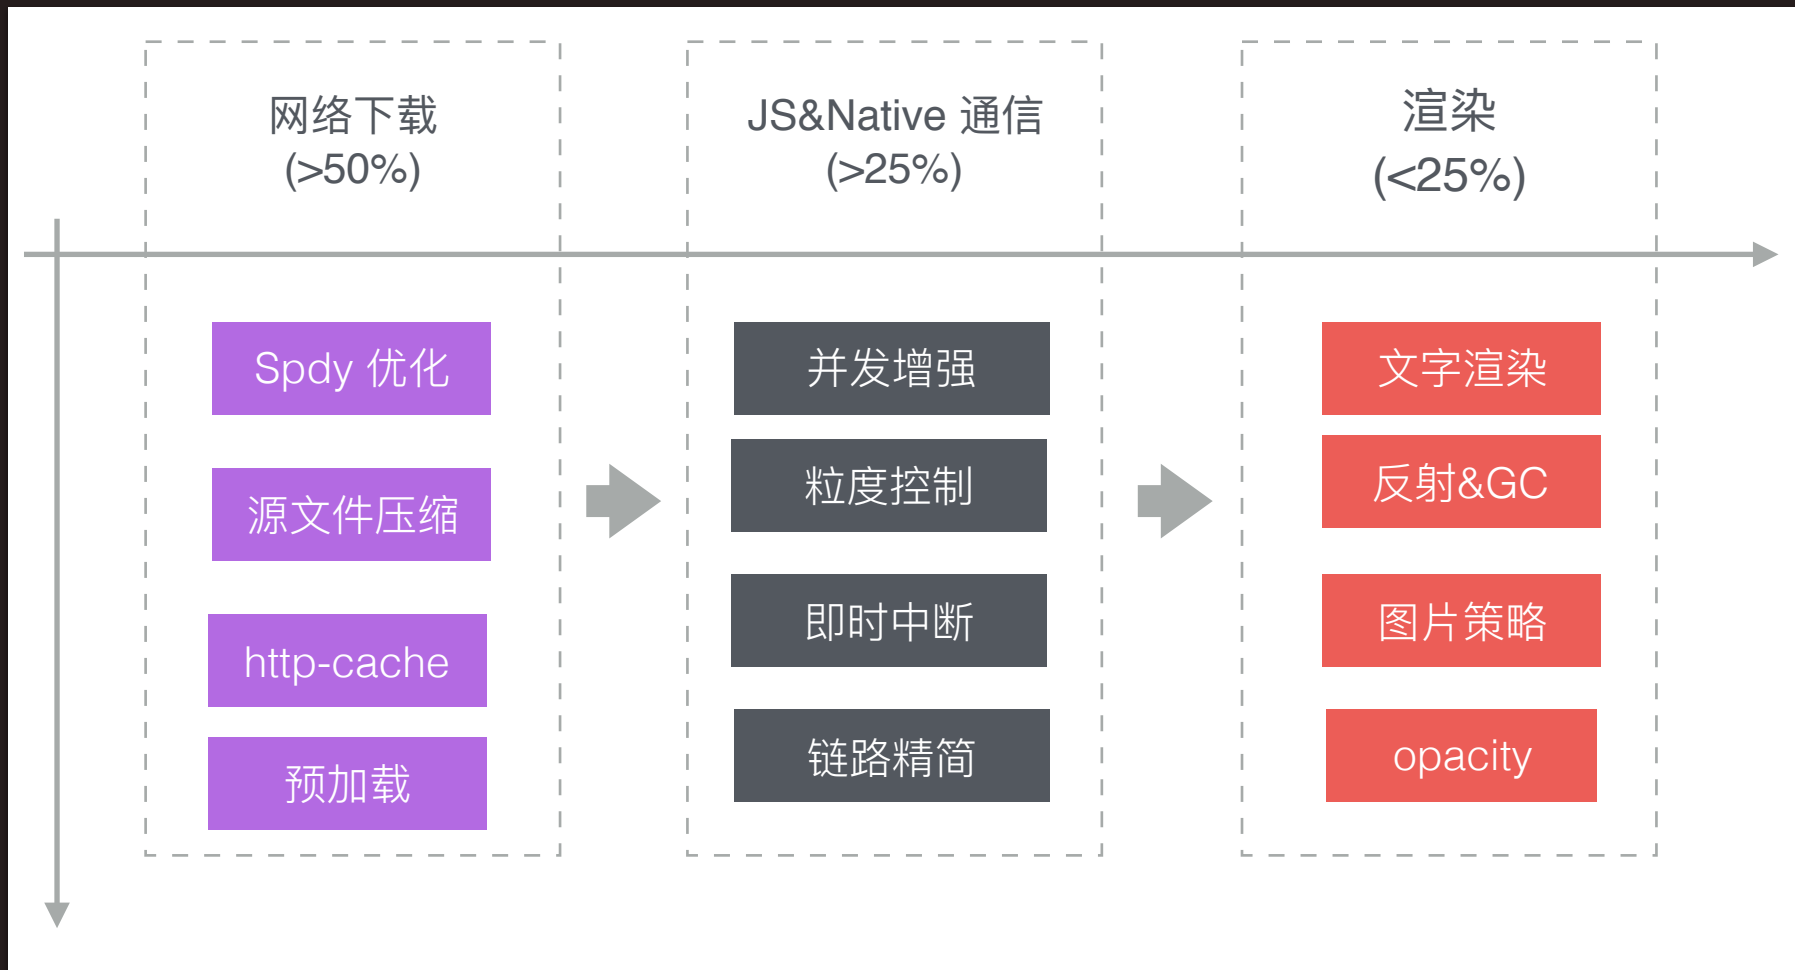 网络下载
(>50%)
Spdy 优化
源文件压缩
http-cache
预加载
JS&Native 通信
(>25%)
并发增强
粒度控制
即时中断
链路精简
渲染
(<25%)
文字渲染
反射&GC
图片策略
opacity